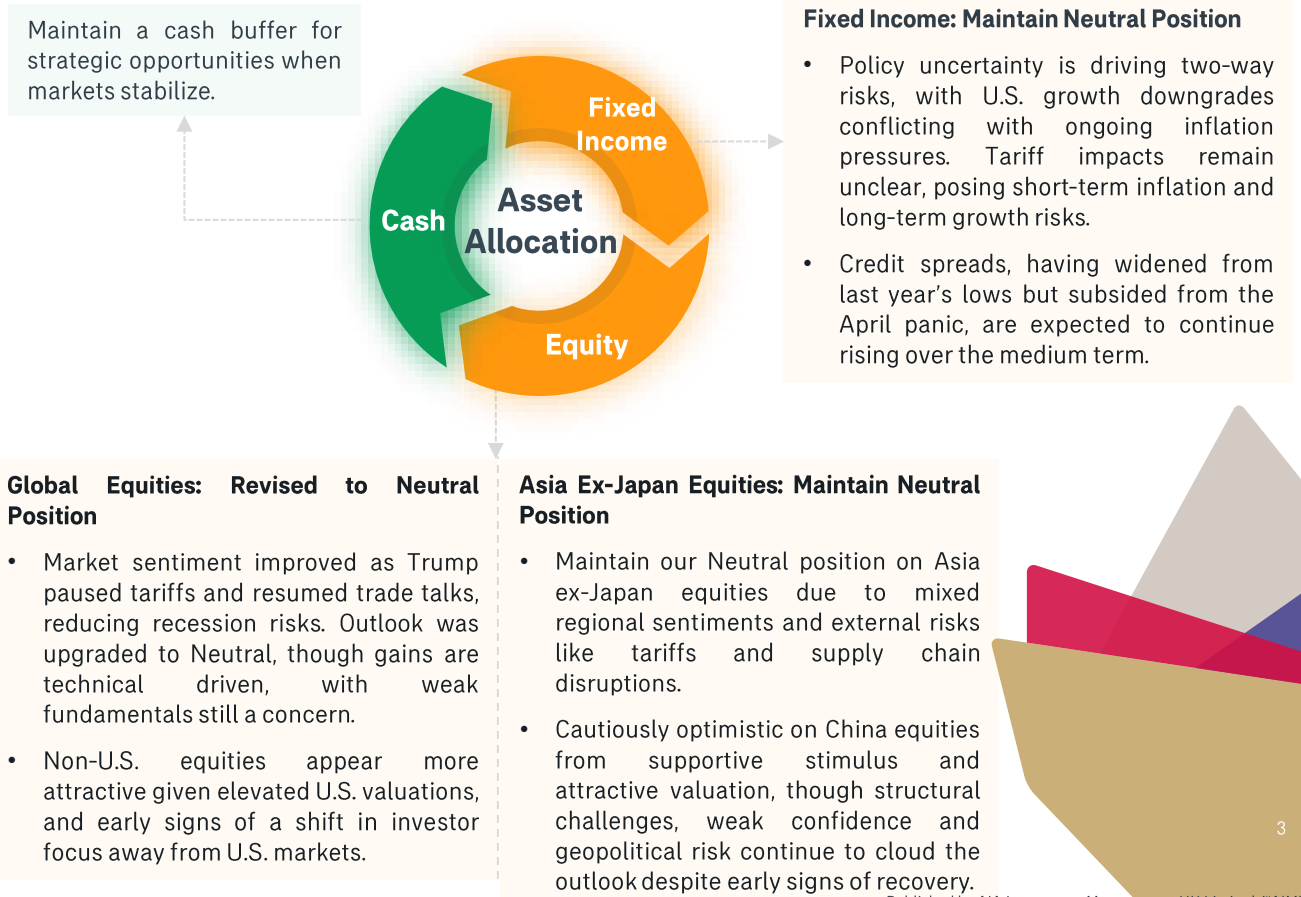 Maintain a cash buffer for
strategic opportunities when
markets stabilize.
Fixed
Income
Asset
Allocation
Cash
Equity
Fixed Income: Maintain Neutral Position
• Policy uncertainty is driving two-way
risks, with U.S. growth downgrades
conflicting with ongoing inflation
pressures. Tariff impacts remain
unclear, posing short-term inflation and
long-term growth risks.
• Credit spreads, having widened from
last year’s lows but subsided from the
April panic, are expected to continue
rising over the medium term.
Global Equities: Revised to Neutral
Position
• Market sentiment improved as Trump
paused tariffs and resumed trade talks,
reducing recession risks. Outlook was
upgraded to Neutral, though gains are
technical driven, with weak
fundamentals still a concern.
• Non-U.S. equities appear more
attractive given elevated U.S. valuations,
and early signs of a shift in investor
focus away from U.S. markets.
Asia Ex-Japan Equities: Maintain Neutral
Position
• Maintain our Neutral position on Asia
ex-Japan equities due to mixed
regional sentiments and external risks
like tariffs and supply chain
disruptions.
• Cautiously optimistic on China equities
from supportive stimulus and
attractive valuation, though structural
challenges, weak confidence and
geopolitical risk continue to cloud the
outlook despite early signs of recovery.
3